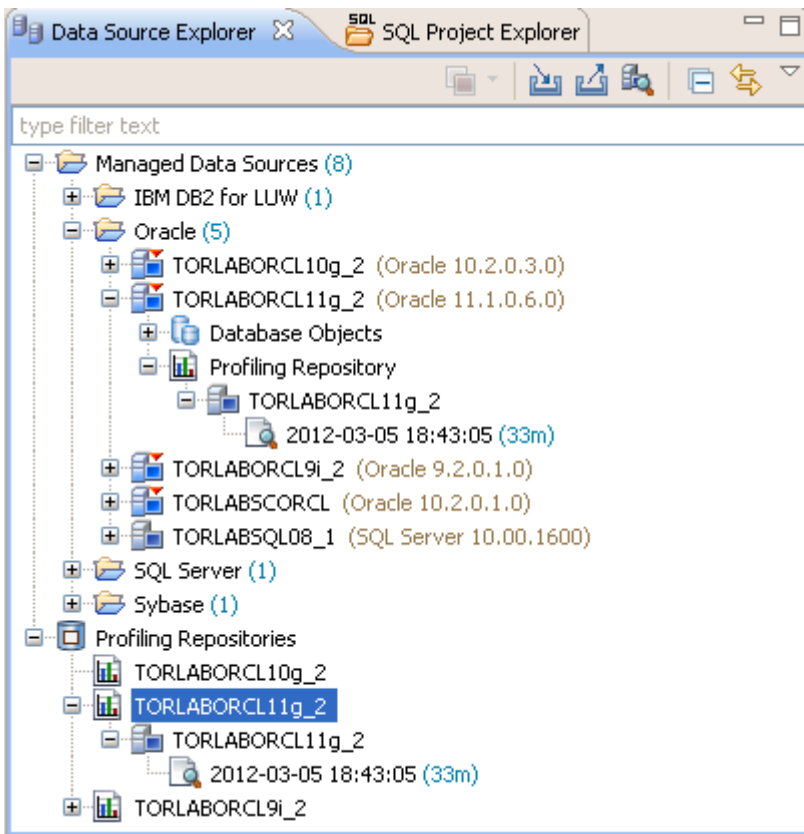 Data Source Explorer SQL SQL Project Explorer
type filter text
Managed Data Sources (8)
IBM DB2 for LUW (1)
Oracle (5)
TORLABORCL10g_2 (Oracle 10.2.0.3.0)
TORLABORCL11g_2 (Oracle 11.1.0.6.0)
Database Objects
Profiling Repository
TORLABORCL11g_2
2012-03-05 18:43:05 (33m)
TORLABORCL9i_2 (Oracle 9.2.0.1.0)
TORLABSCORCL (Oracle 10.2.0.1.0)
TORLABSQL08_1 (SQL Server 10.00.1600)
SQL Server (1)
Sybase (1)
Profiling Repositories
TORLABORCL10g_2
TORLABORCL11g_2
TORLABORCL11g_2
2012-03-05 18:43:05 (33m)
TORLABORCL9i_2